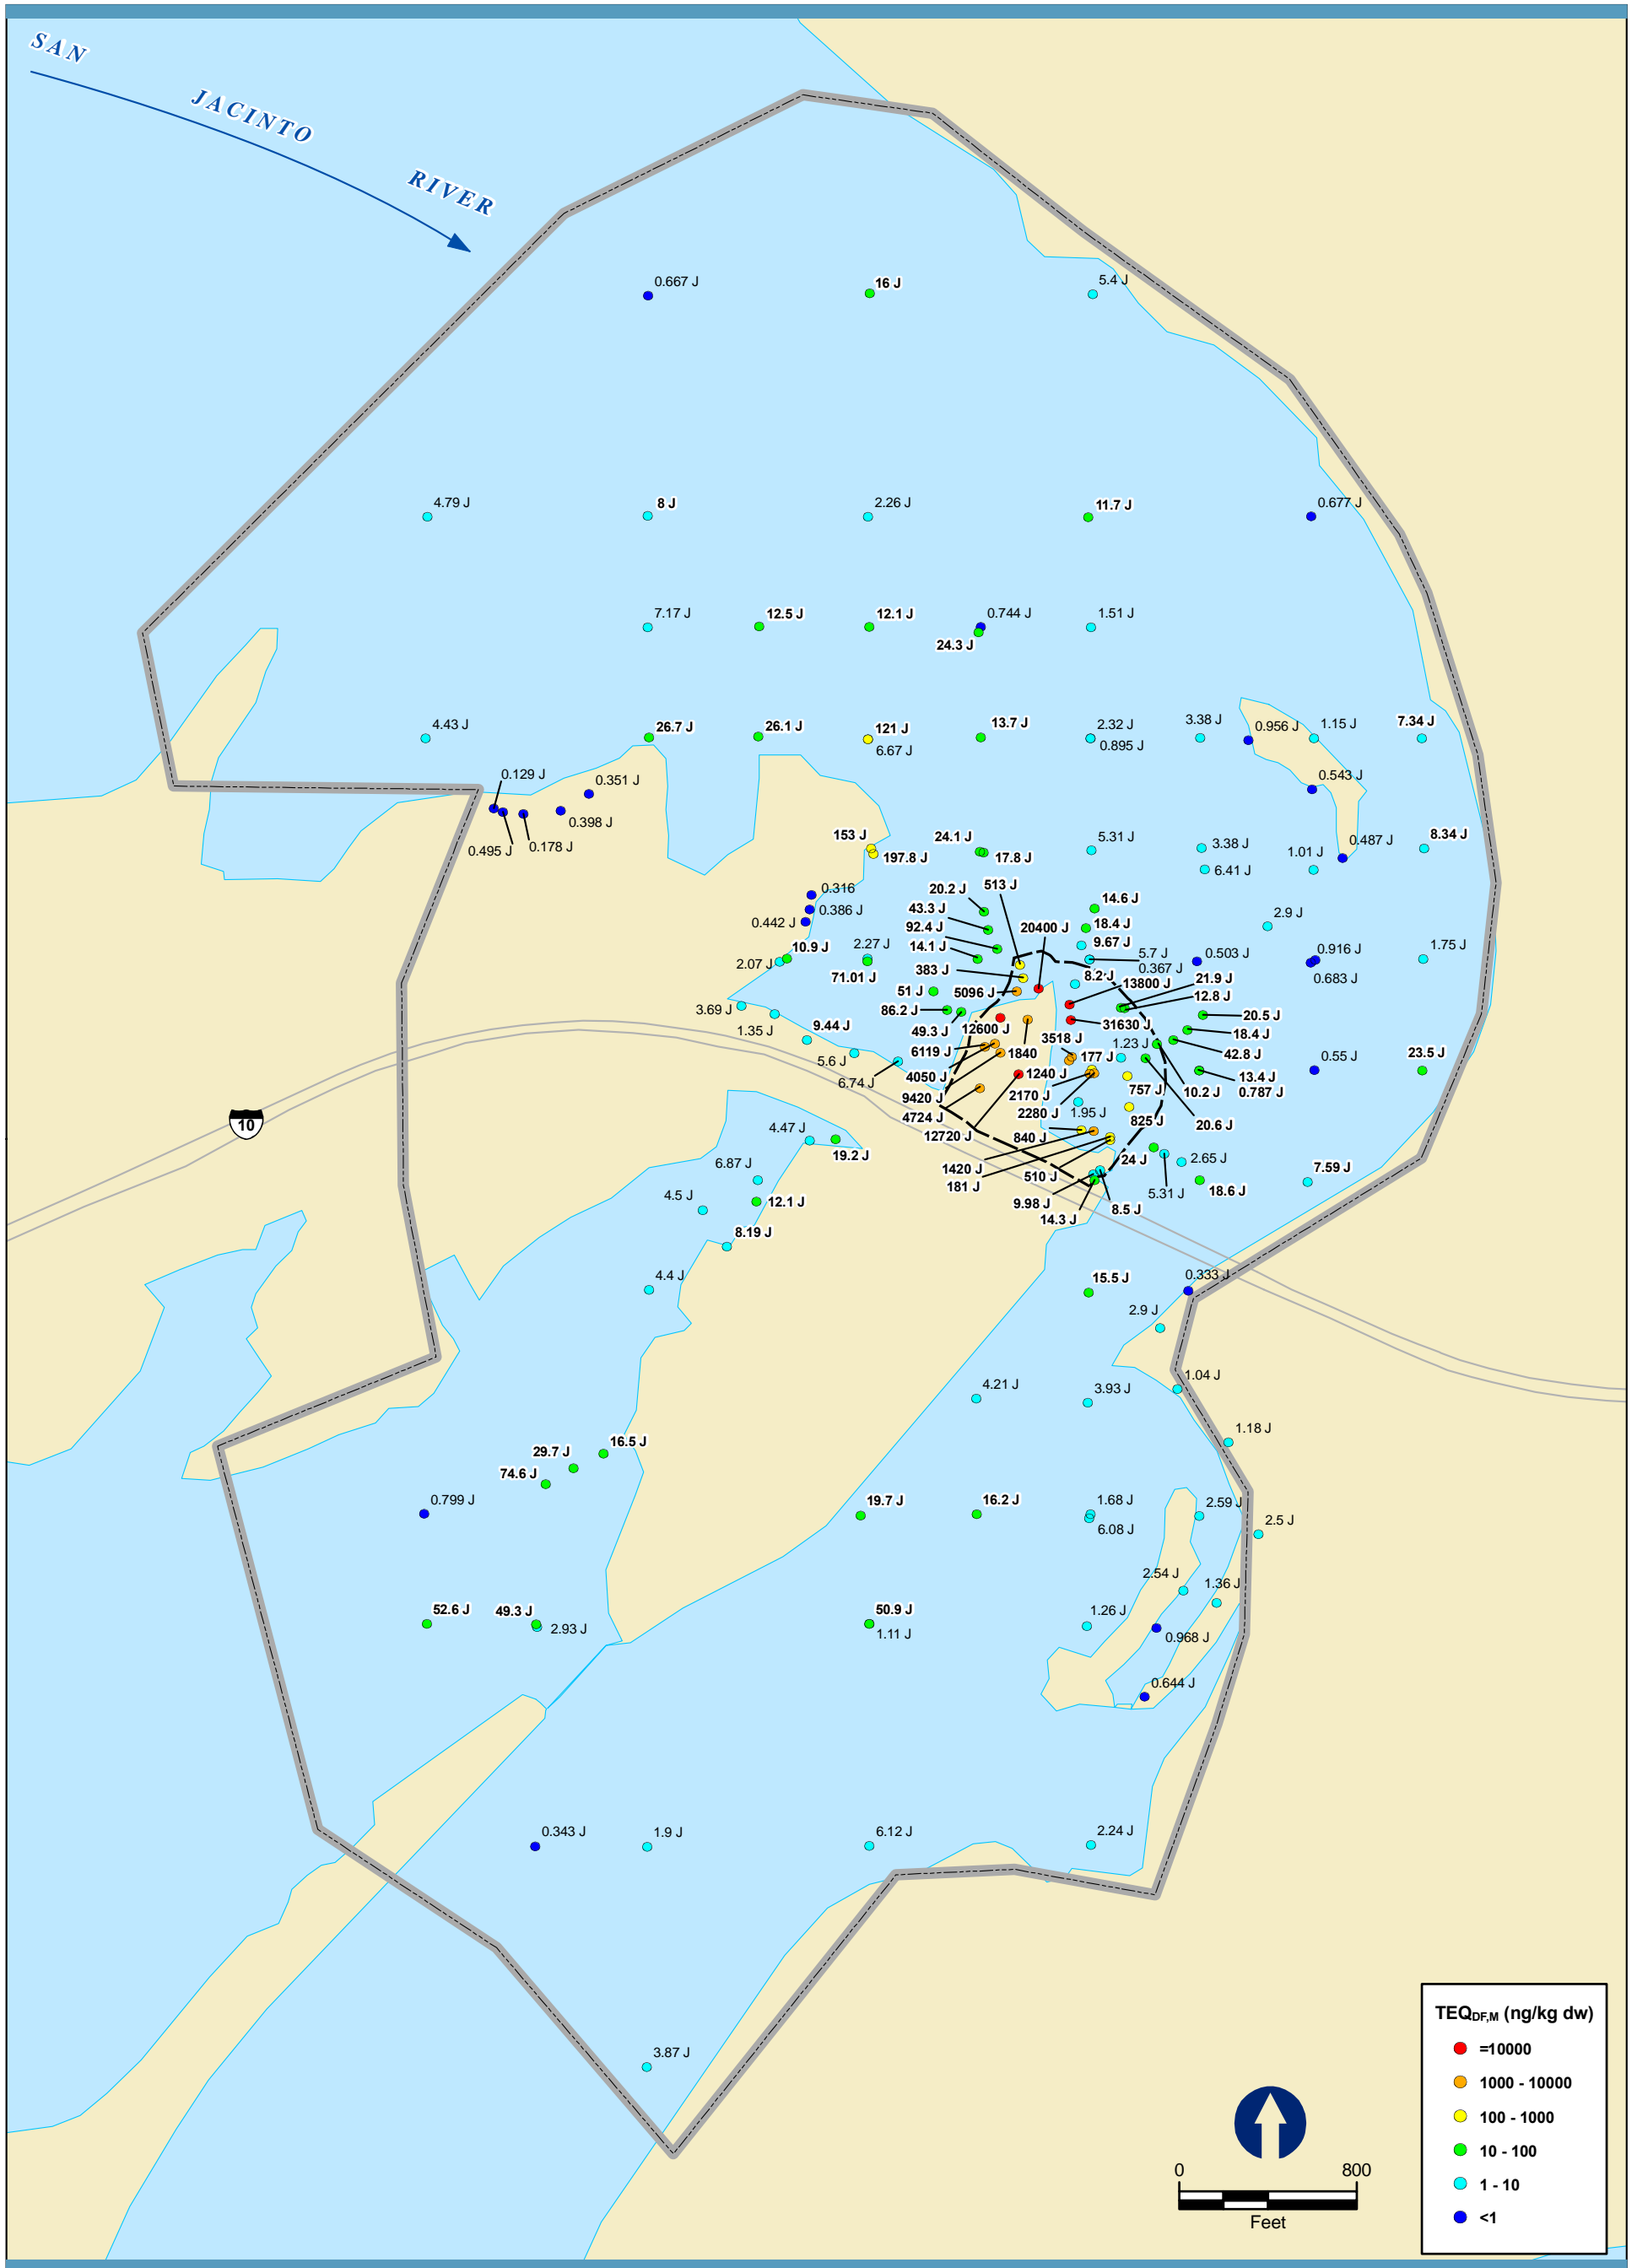 SAN
JACINTO
RIVER
0.667 J
16 J
5.4 J
4.79 J
8 J
2.26 J
11.7 J
0.677 J
7.17 J
12.5 J
12.1 J
0.744 J
1.51 J
24.3 J
4.43 J
26.7 J
26.1 J
121 J
6.67 J
13.7 J
2.32 J
0.895 J
3.38 J
0.956 J
1.15 J
7.34 J
0.129 J
0.351 J
0.543 J
0.495 J
0.178 J
0.398 J
153 J
197.8 J
24.1 J
17.8 J
5.31 J
3.38 J
6.41 J
1.01 J
0.487 J
8.34 J
0.316
0.386 J
0.442 J
20.2 J
513 J
43.3 J
92.4 J
14.1 J
20400 J
14.6 J
18.4 J
9.67 J
2.9 J
10.9 J
2.07 J
2.27 J
71.01 J
383 J
5.7 J
0.367 J
0.503 J
0.916 J
0.683 J
1.75 J
8.2 J
21.9 J
13800 J
12.8 J
51 J
5096 J
86.2 J
49.3 J
12600 J
31630 J
20.5 J
18.4 J
42.8 J
3.69 J
1.35 J
9.44 J
5.6 J
6.74 J
6119 J
1840
3518 J
1.23 J
177 J
4050 J
1240 J
0.55 J
23.5 J
13.4 J
0.787 J
10.2 J
9420 J
2170 J
757 J
4724 J
2280 J
1.95 J
825 J
20.6 J
12720 J
840 J
10
4.47 J
19.2 J
1420 J
181 J
510 J
24 J
2.65 J
5.31 J
18.6 J
7.59 J
6.87 J
4.5 J
12.1 J
9.98 J
14.3 J
8.5 J
8.19 J
4.4 J
15.5 J
0.333 J
2.9 J
4.21 J
3.93 J
1.04 J
1.18 J
16.5 J
29.7 J
74.6 J
0.799 J
19.7 J
16.2 J
1.68 J
6.08 J
2.59 J
2.5 J
2.54 J
1.36 J
52.6 J
49.3 J
2.93 J
50.9 J
1.11 J
1.26 J
0.968 J
0.644 J
0.343 J
1.9 J
6.12 J
2.24 J
3.87 J
TEQDF,M (ng/kg dw)
=10000
1000 - 10000
100 - 1000
10 - 100
1 - 10
<1
0 800
Feet